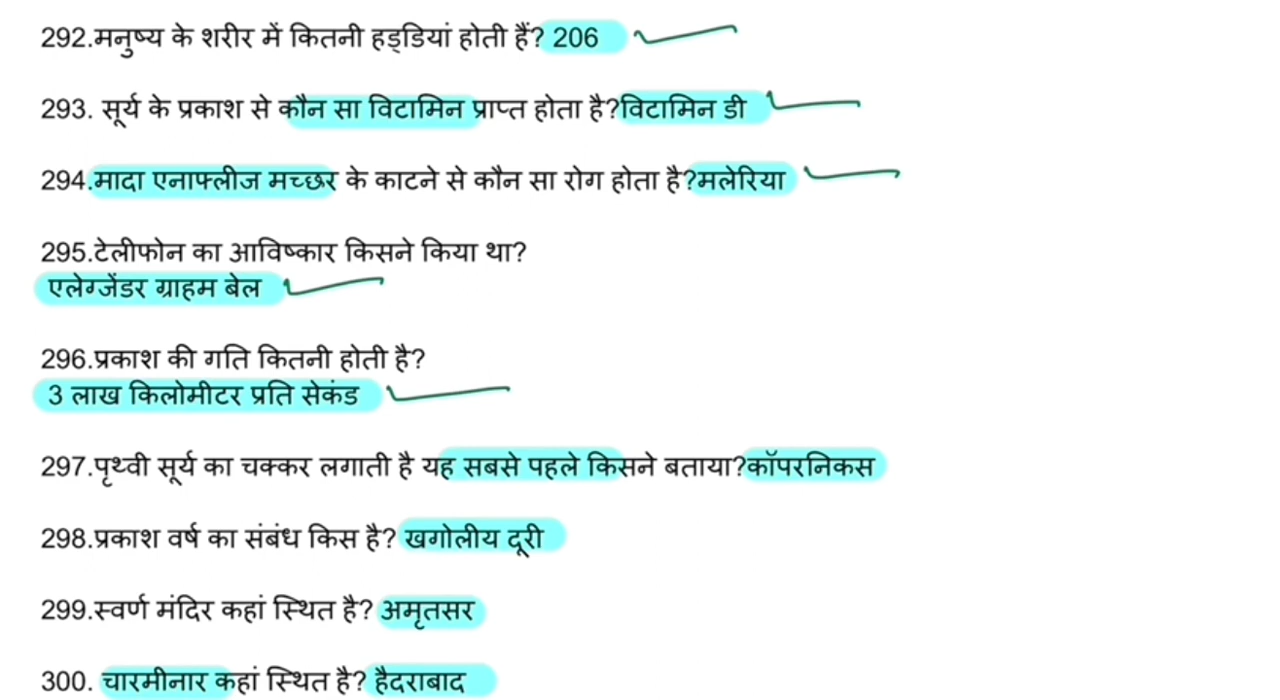 292.मनुष्य के शरीर में कितनी हड्डियां होती हैं? 206
293. सूर्य के प्रकाश से कौन सा विटामिन प्राप्त होता है?विटामिन डी
294.मादा एनाफ्लीज मच्छर के काटने से कौन सा रोग होता है?मलेरिया
295.टेलीफोन का आविष्कार किसने किया था?
एलेग्जेंडर ग्राहम बेल
296.प्रकाश की गति कितनी होती है?
3 लाख किलोमीटर प्रति सेकंड
297.पृथ्वी सूर्य का चक्कर लगाती है यह सबसे पहले किसने बताया?कॉपरनिकस
298.प्रकाश वर्ष का संबंध किस है? खगोलीय दूरी
299.स्वर्ण मंदिर कहां स्थित है? अमृतसर
300. चारमीनार कहां स्थित है? हैदराबाद